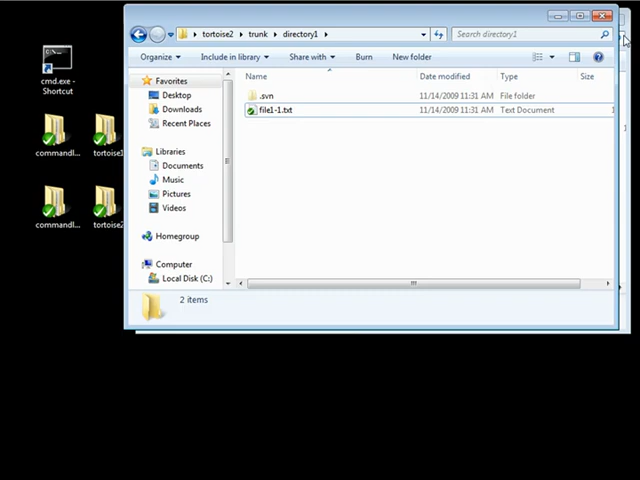 cmd.exe -
Shortcut
commandl...
tortoise1
commandl...
tortoise2
tortoise2 ▸ trunk ▸ directory1 ▸
Search directory1
Organize ▾ Include in library ▾ Share with ▾ Burn New folder
Favorites
Desktop
Downloads
Recent Places
Libraries
Documents
Music
Pictures
Videos
Homegroup
Computer
Local Disk (C:)
Name Date modified Type Size
.svn 11/14/2009 11:31 AM File folder
file1-1.txt 11/14/2009 11:31 AM Text Document 1
2 items